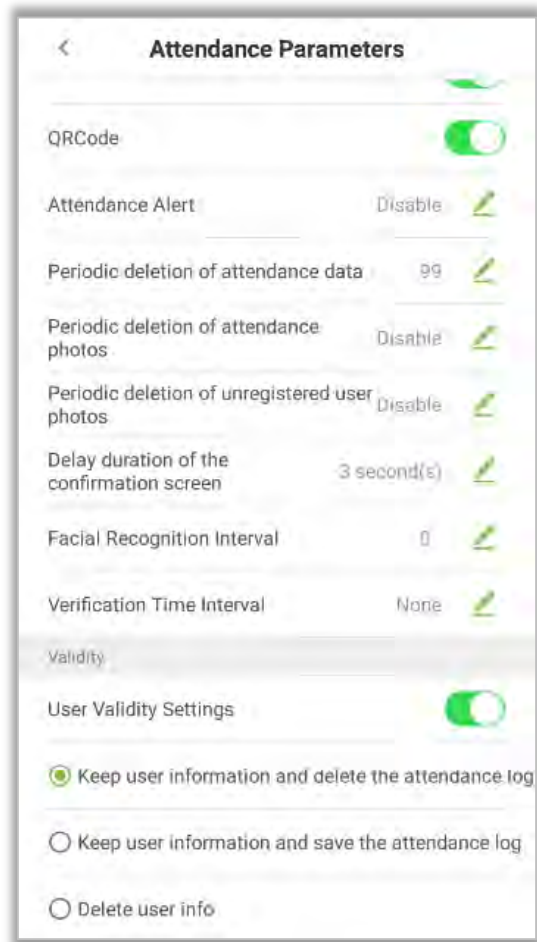 Attendance Parameters
QRCode
Attendance Alert Disable
Periodic deletion of attendance data 99
Periodic deletion of attendance
photos Disable
Periodic deletion of unregistered user
photos Disable
Delay duration of the
confirmation screen 3 second(s)
Facial Recognition Interval 0
Verification Time Interval None
Validity
User Validity Settings
Keep user information and delete the attendance log
Keep user information and save the attendance log
Delete user info